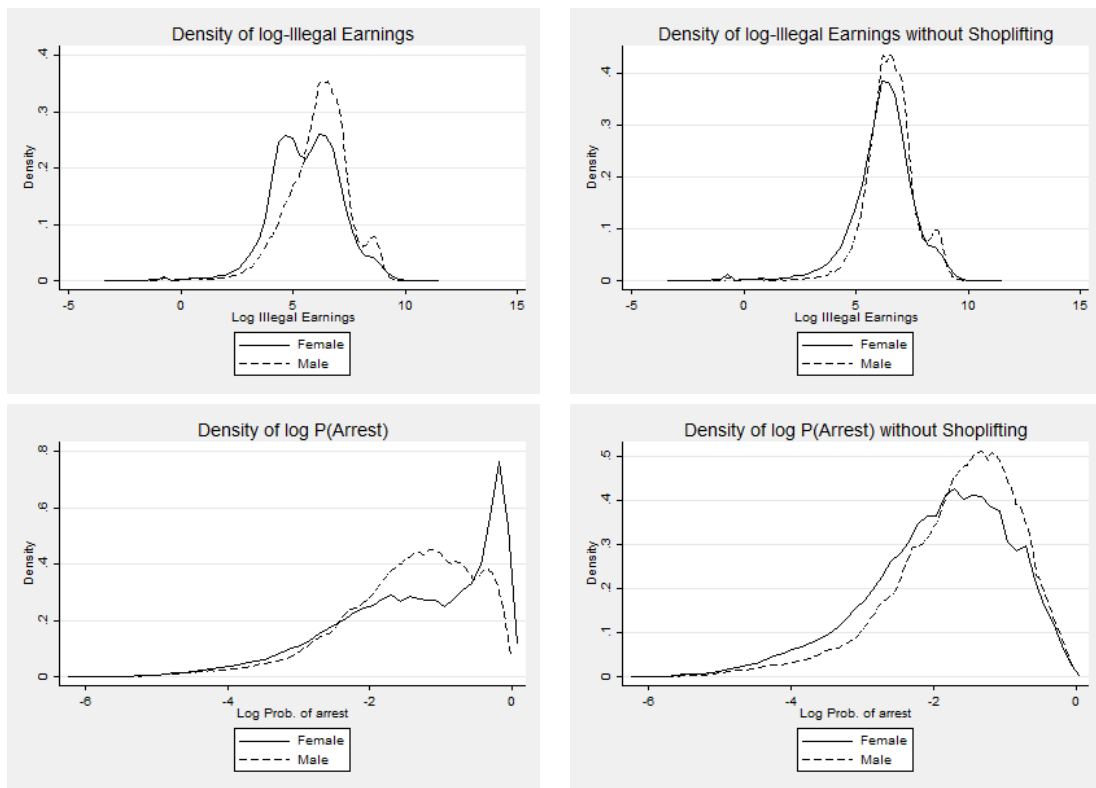 Density of log-Illegal Earnings
Density
.4
.3
.2
.1
0
-5
0
5
10
15
Log Illegal Earnings
Female
Male
Density of log-Illegal Earnings without Shoplifting
Density
.4
.3
.2
.1
0
-5
0
5
10
15
Log Illegal Earnings
Female
Male
Density of log P(Arrest)
Density
.8
.6
.4
.2
0
-6
-4
-2
0
Log Prob. of arrest
Female
Male
Density of log P(Arrest) without Shoplifting
Density
.5
.4
.3
.2
.1
0
-6
-4
-2
0
Log Prob. of arrest
Female
Male